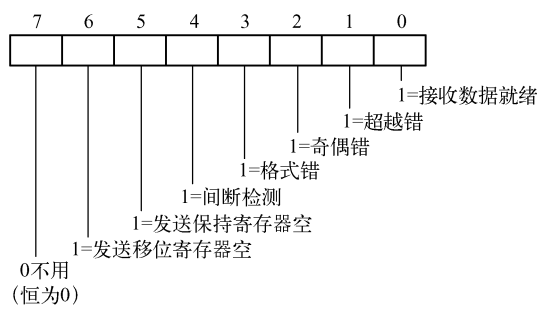 7 6 5 4 3 2 1 0
1=接收数据就绪
1=超越错
1=奇偶错
1=格式错
1=间断检测
1=发送保持寄存器空
1=发送移位寄存器空
0不用
(恒为0)